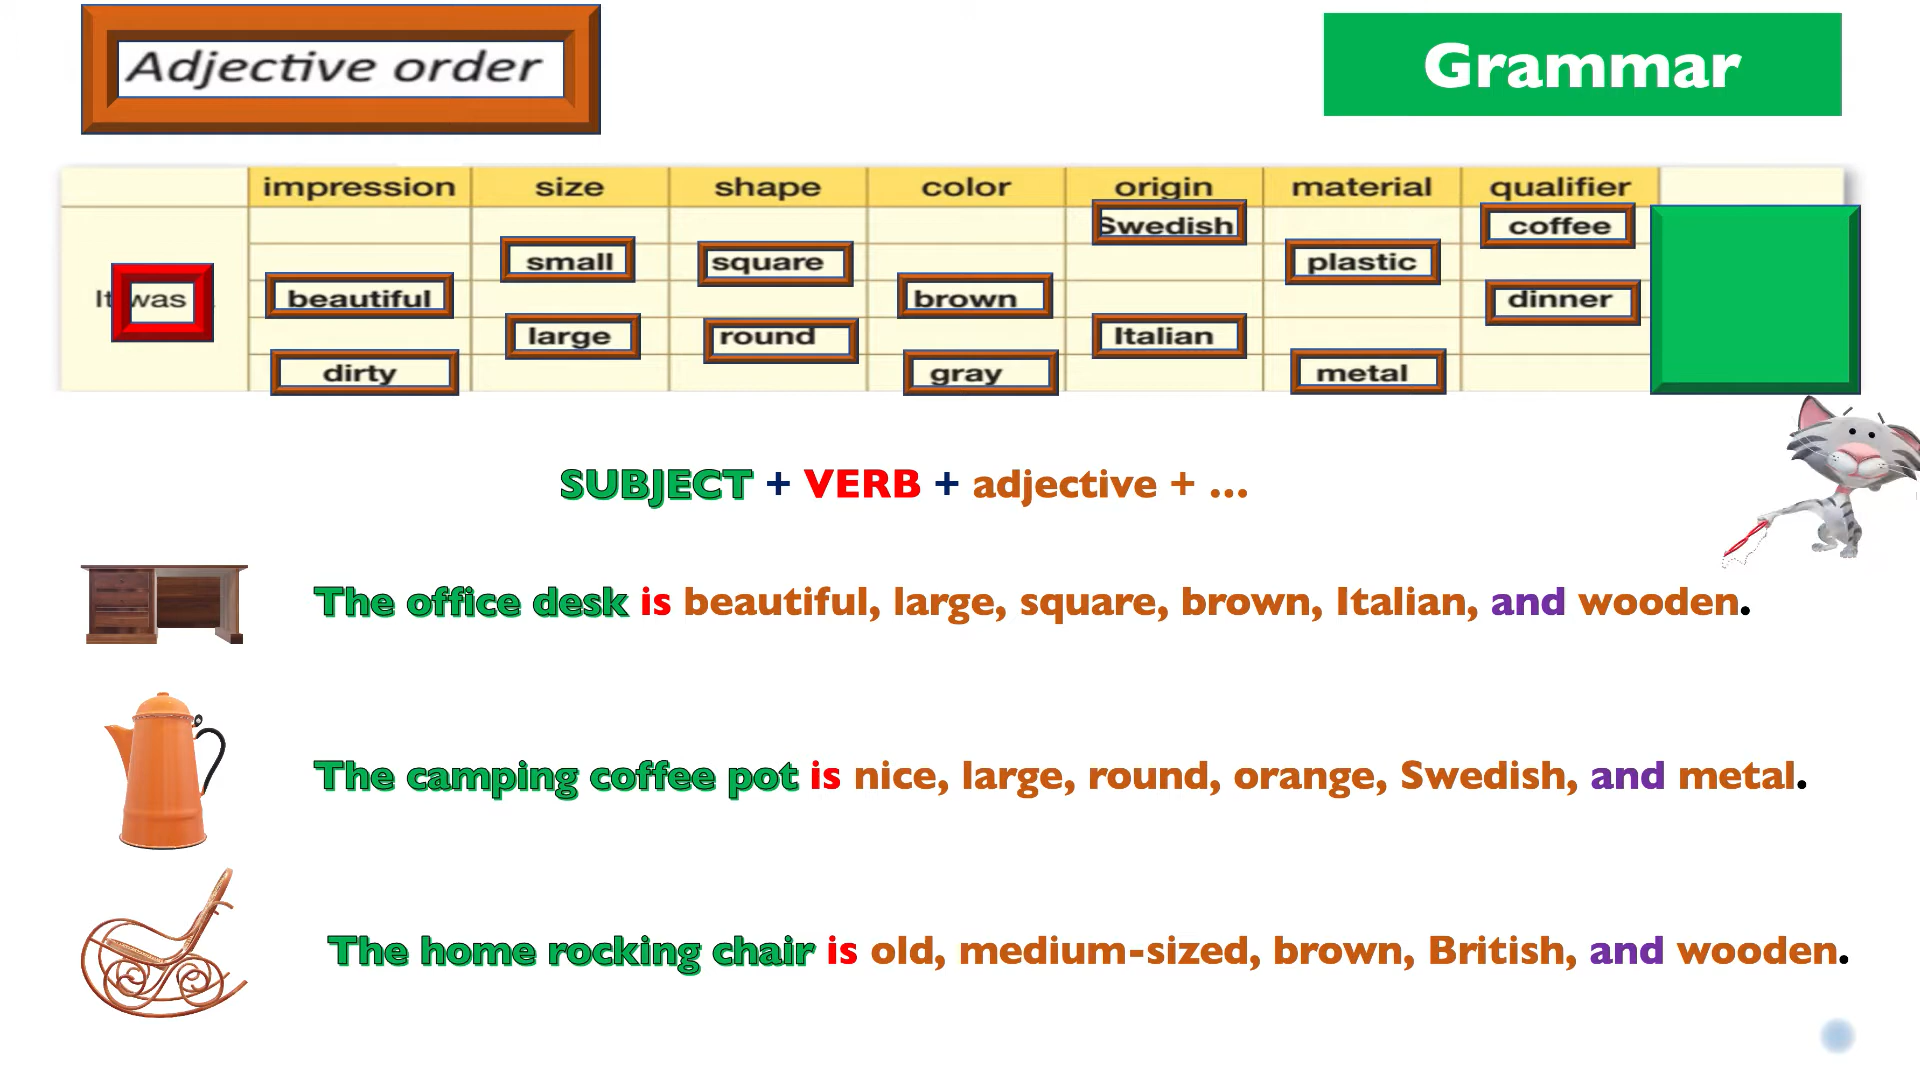 Adjective order
Grammar
impression size shape color origin material qualifier
Swedish coffee
small square plastic
It was beautiful brown dinner
large round Italian
dirty gray metal
SUBJECT + VERB + adjective + ...
The office desk is beautiful, large, square, brown, Italian, and wooden.
The camping coffee pot is nice, large, round, orange, Swedish, and metal.
The home rocking chair is old, medium-sized, brown, British, and wooden.